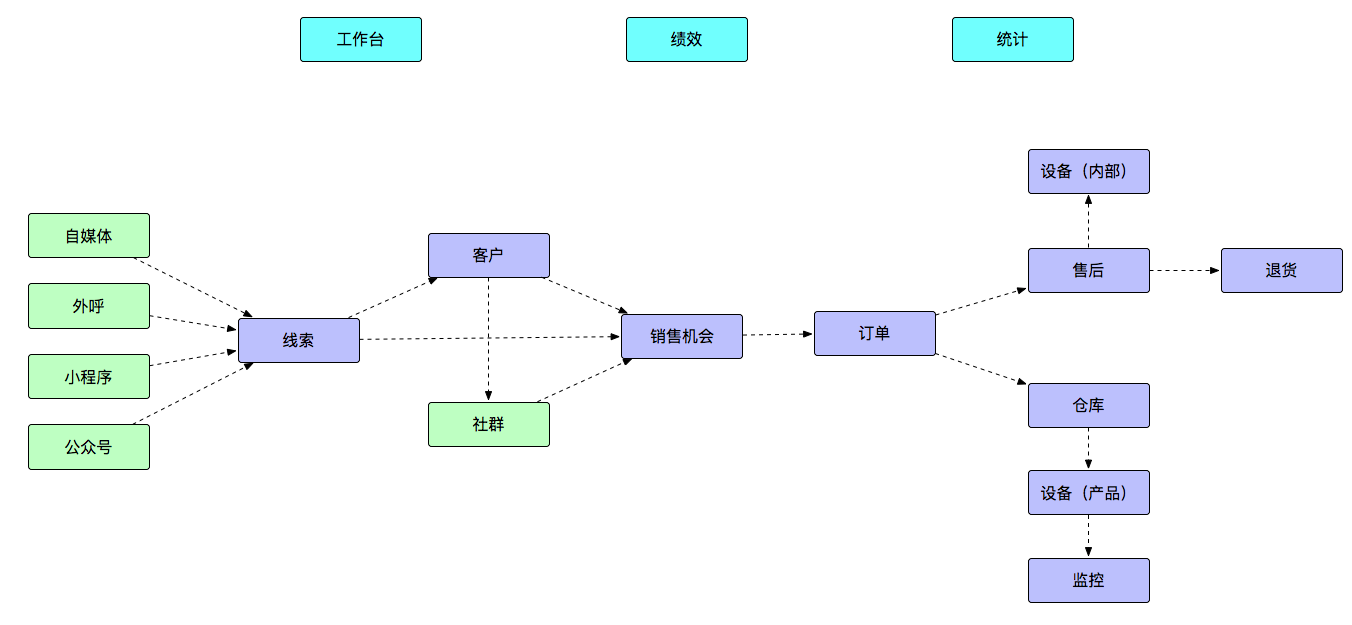 工作台
绩效
统计
设备（内部）
自媒体
客户
售后
退货
外呼
线索
销售机会
订单
小程序
仓库
公众号
社群
设备（产品）
监控